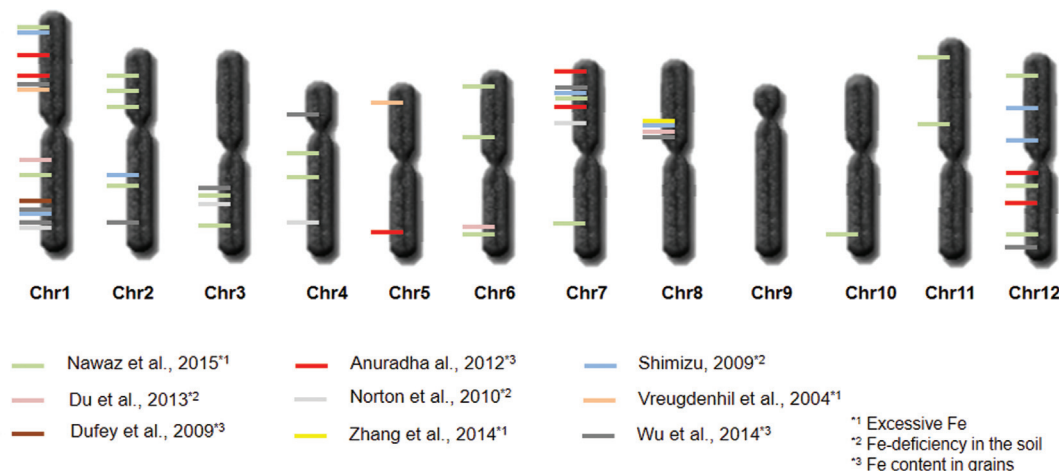 Chr1 Chr2 Chr3 Chr4 Chr5 Chr6 Chr7 Chr8 Chr9 Chr10 Chr11 Chr12
Nawaz et al., 2015*1 Anuradha al., 2012*3 Shimizu, 2009*2
Du et al., 2013*2 Norton et al., 2010*2 Vreugdenhil et al., 2004*1
Dufey et al., 2009*3 Zhang et al., 2014*1 Wu et al., 2014*3
*1 Excessive Fe
*2 Fe-deficiency in the soil
*3 Fe content in grains